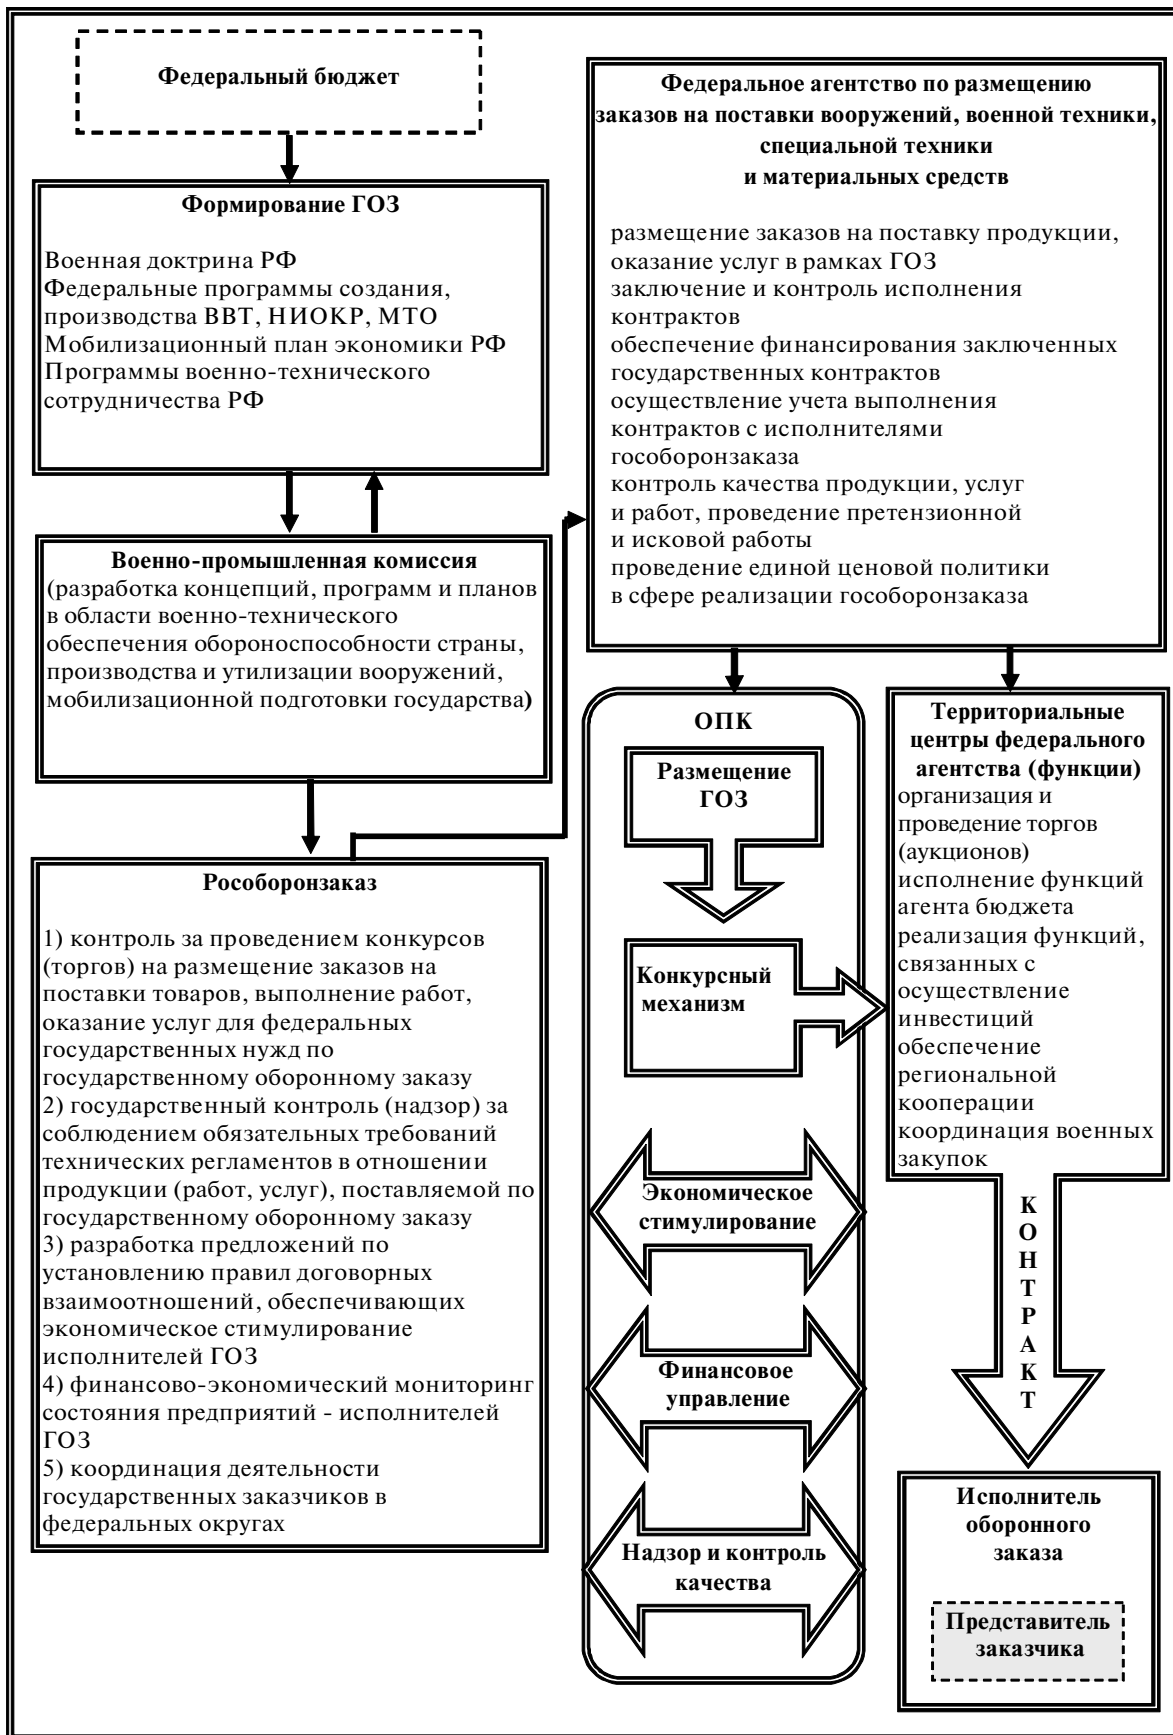 Федеральный бюджет
Формирование ГОЗ
Военная доктрина РФ
Федеральные программы создания,
производства ВВТ, НИОКР, МТО
Мобилизационный план экономики РФ
Программы военно-технического
сотрудничества РФ
Военно-промышленная комиссия
(разработка концепций, программ и планов
в области военно-технического
обеспечения обороноспособности страны,
производства и утилизации вооружений,
мобилизационной подготовки государства)
Рособоронзаказ
1) контроль за проведением конкурсов
(торгов) на размещение заказов на
поставки товаров, выполнение работ,
оказание услуг для федеральных
государственных нужд по
государственному оборонному заказу
2) государственный контроль (надзор) за
соблюдением обязательных требований
технических регламентов в отношении
продукции (работ, услуг), поставляемой по
государственному оборонному заказу
3) разработка предложений по
установлению правил договорных
взаимоотношений, обеспечивающих
экономическое стимулирование
исполнителей ГОЗ
4) финансово-экономический мониторинг
состояния предприятий - исполнителей
ГОЗ
5) координация деятельности
государственных заказчиков в
федеральных округах
Федеральное агентство по размещению
заказов на поставки вооружений, военной техники,
специальной техники
и материальных средств
размещение заказов на поставку продукции,
оказание услуг в рамках ГОЗ
заключение и контроль исполнения
контрактов
обеспечение финансирования заключенных
государственных контрактов
осуществление учета выполнения
контрактов с исполнителями
гособоронзаказа
контроль качества продукции, услуг
и работ, проведение претензионной
и исковой работы
проведение единой ценовой политики
в сфере реализации гособоронзаказа
ОПК
Размещение
ГОЗ
Конкурсный
механизм
Экономическое
стимулирование
Финансовое
управление
Надзор и контроль
качества
Территориальные
центры федерального
агентства (функции)
организация и
проведение торгов
(аукционов)
исполнение функций
агента бюджета
реализация функций,
связанных с
осуществление
инвестиций
обеспечение
региональной
кооперации
координация военных
закупок
К
О
Н
Т
Р
А
К
Т
Исполнитель
оборонного
заказа
Представитель
заказчика